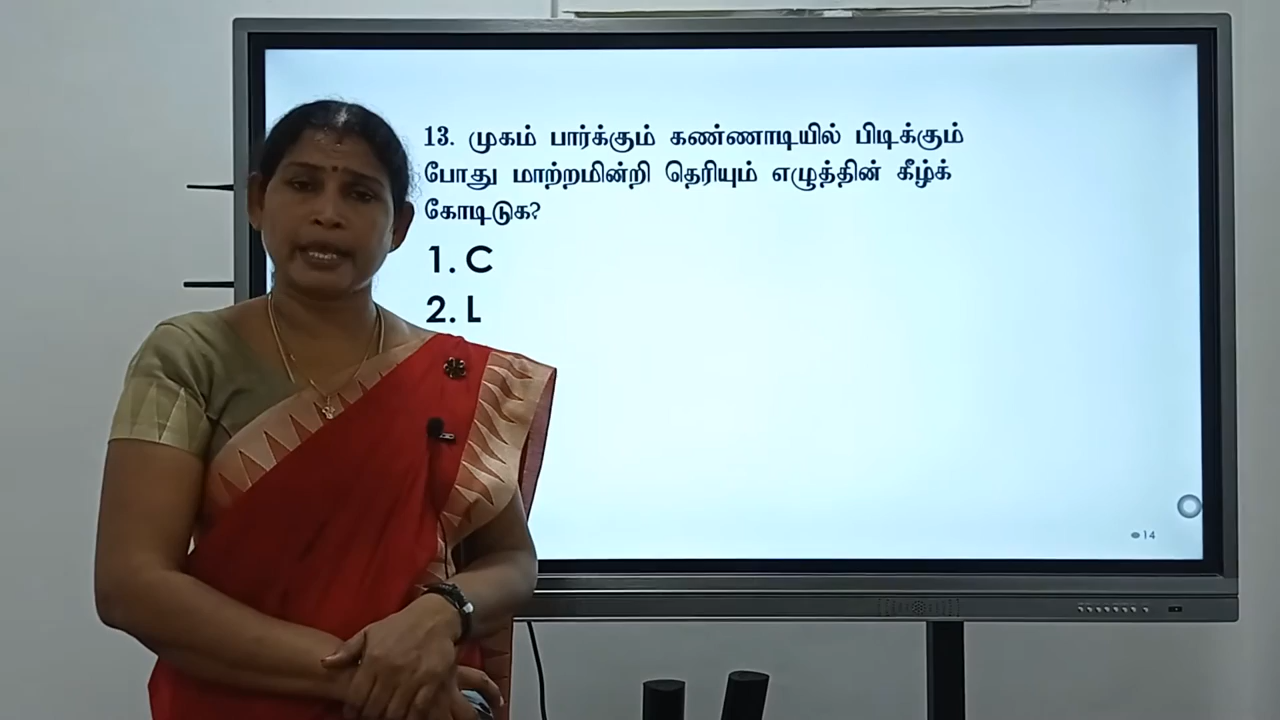 13. முகம் பார்க்கும் கண்ணாடியில் பிடிக்கும்
போது மாற்றமின்றி தெரியும் எழுத்தின் கீழ்க்
கோடிடுக?
1. C
2. L
14